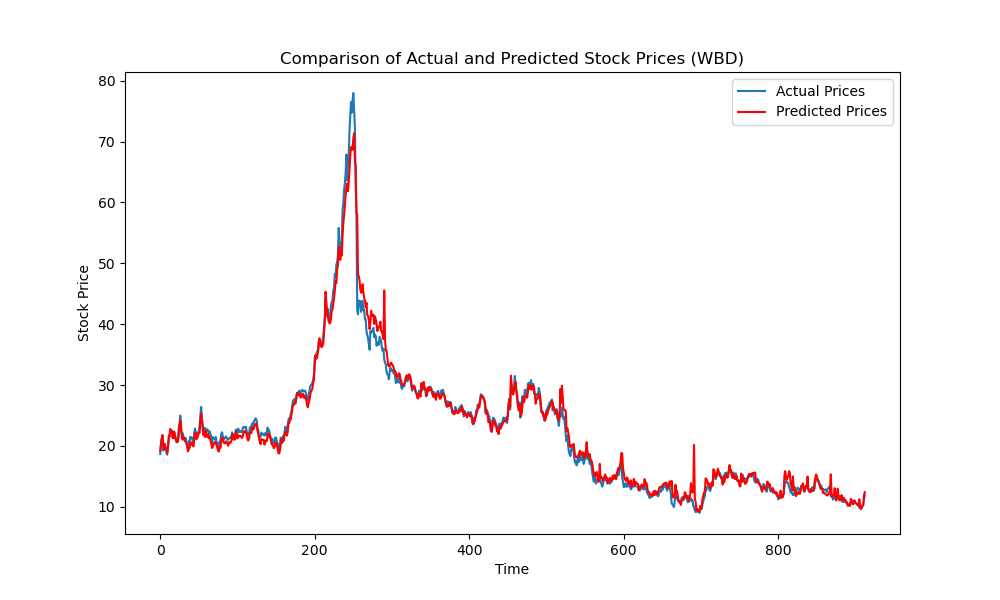 Comparison of Actual and Predicted Stock Prices (WBD)
Actual Prices
Predicted Prices
80
70
60
50
40
30
20
10
Stock Price
0
200
400
600
800
Time